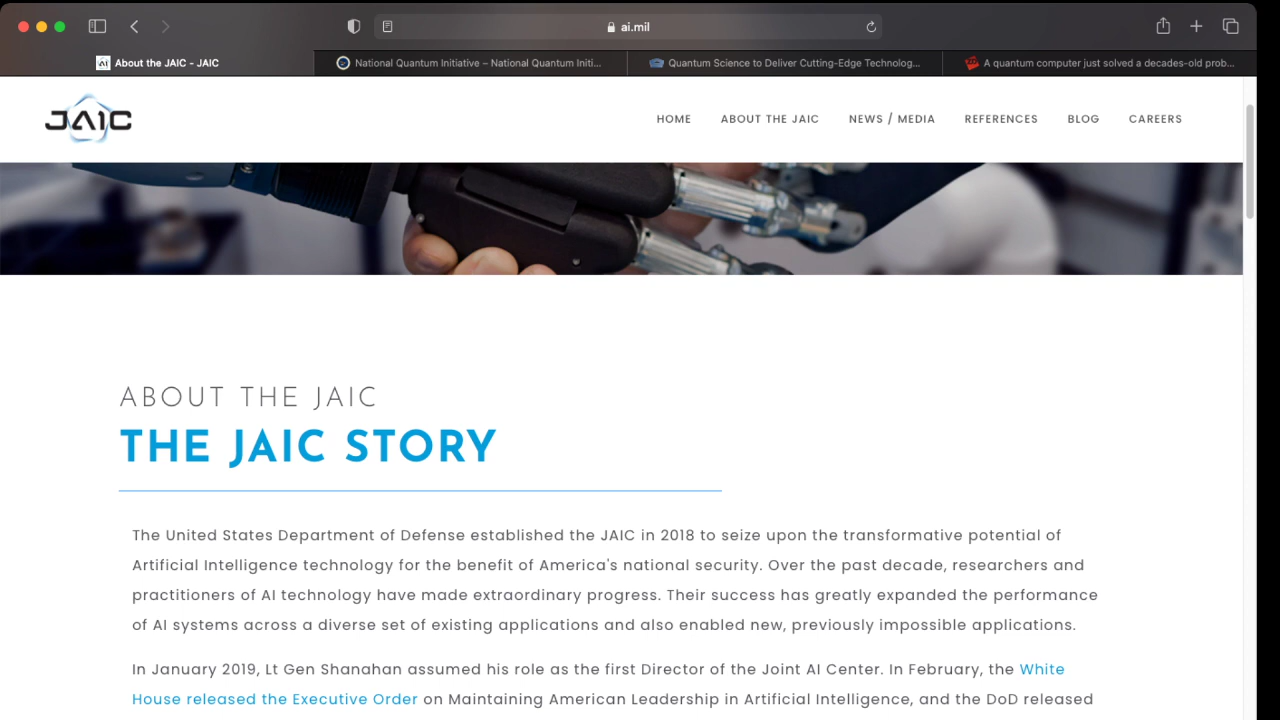 ai.mil
About the JAIC - JAIC
National Quantum Initiative – National Quantum Initi...
Quantum Science to Deliver Cutting-Edge Technolog...
A quantum computer just solved a decades-old prob...
JAIC
HOME
ABOUT THE JAIC
NEWS / MEDIA
REFERENCES
BLOG
CAREERS
ABOUT THE JAIC
THE JAIC STORY
The United States Department of Defense established the JAIC in 2018 to seize upon the transformative potential of
Artificial Intelligence technology for the benefit of America's national security. Over the past decade, researchers and
practitioners of AI technology have made extraordinary progress. Their success has greatly expanded the performance
of AI systems across a diverse set of existing applications and also enabled new, previously impossible applications.
In January 2019, Lt Gen Shanahan assumed his role as the first Director of the Joint AI Center. In February, the White
House released the Executive Order on Maintaining American Leadership in Artificial Intelligence, and the DoD released